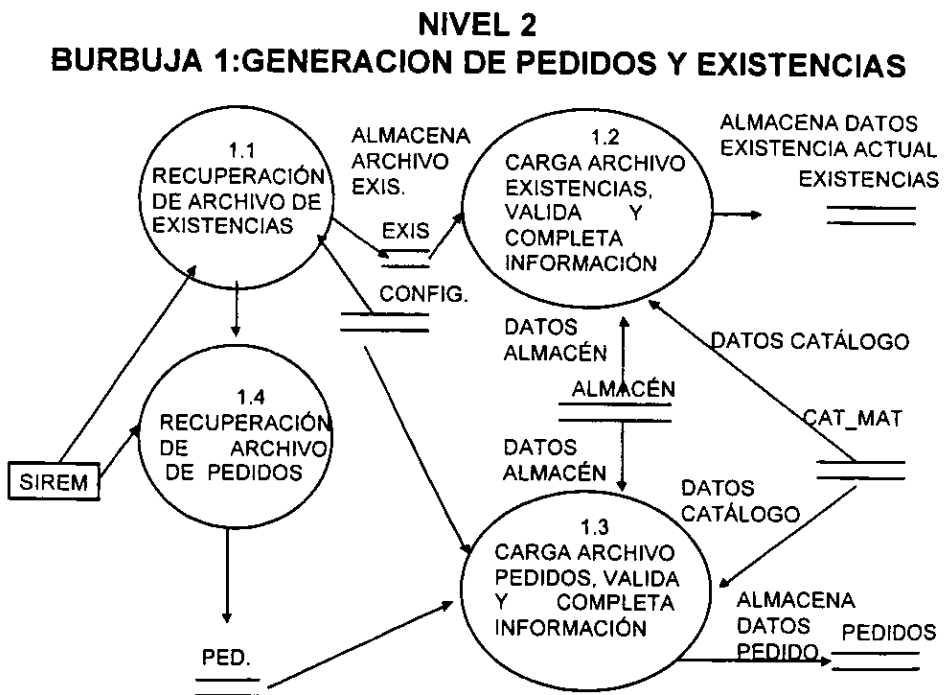 NIVEL 2
BURBUJA 1:GENERACION DE PEDIDOS Y EXISTENCIAS
1.1
RECUPERACIÓN
DE ARCHIVO DE
EXISTENCIAS
ALMACENA
ARCHIVO
EXIS.
EXIS
1.2
CARGA ARCHIVO
EXISTENCIAS,
VALIDA Y
COMPLETA
INFORMACIÓN
ALMACENA DATOS
EXISTENCIA ACTUAL
EXISTENCIAS
CONFIG.
DATOS
ALMACÉN
DATOS CATÁLOGO
1.4
RECUPERACIÓN
DE ARCHIVO
DE PEDIDOS
ALMACÉN
CAT_MAT
SIREM
DATOS
ALMACÉN
DATOS
CATÁLOGO
1.3
CARGA ARCHIVO
PEDIDOS, VALIDA
Y COMPLETA
INFORMACIÓN
ALMACENA
DATOS
PEDIDO
PEDIDOS
PED.